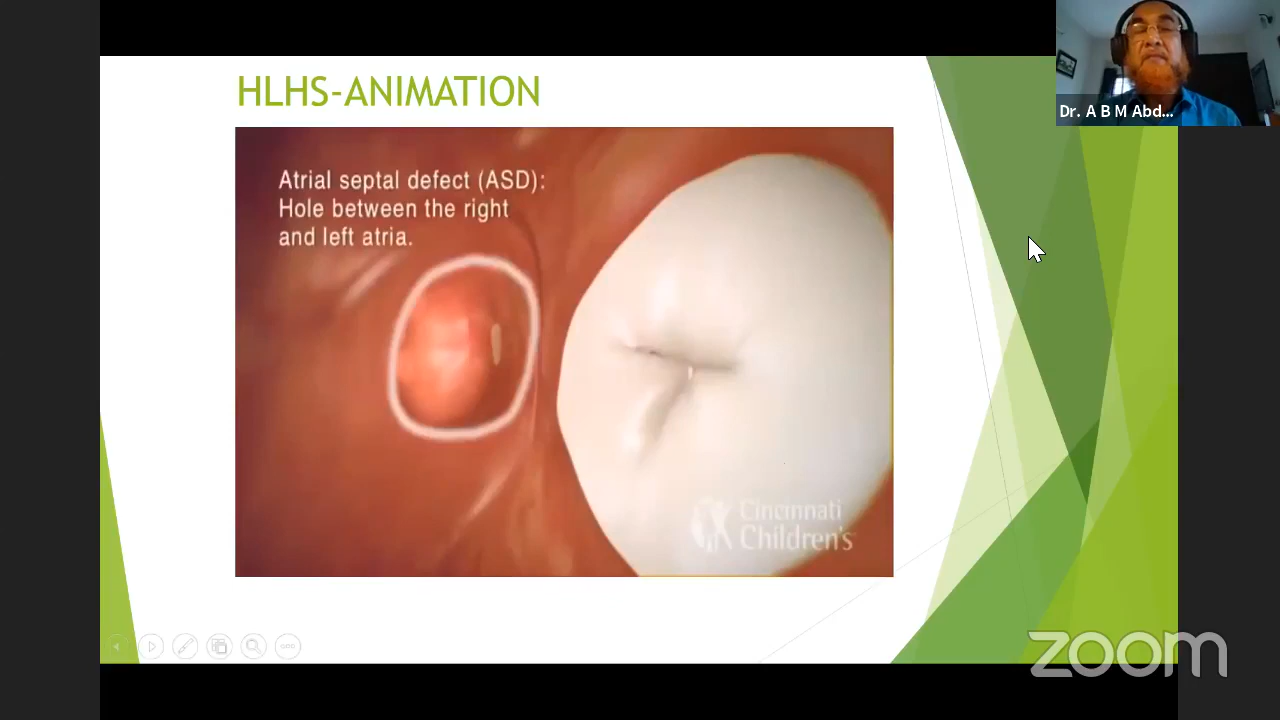 HLHS-ANIMATION
Dr. A B M Abd...
Atrial septal defect (ASD):
Hole between the right
and left atria.
Cincinnati
Children's
zoom